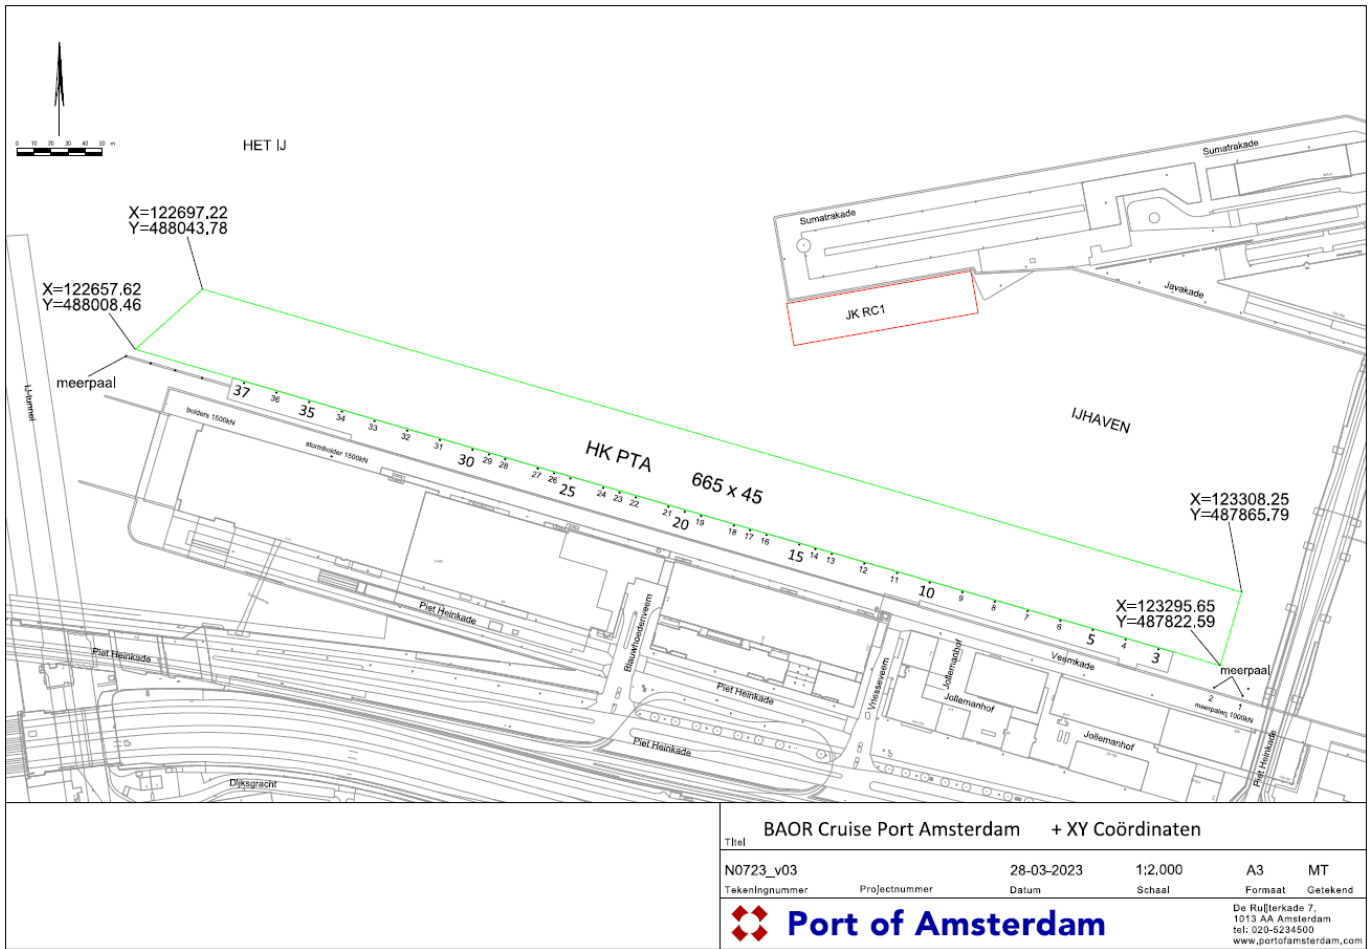 0 10 20 30 40 50 m
HET IJ
Sumatrakade
Sumatrakade
X=122697,22
Y=488043,78
X=122657,62
Y=488008,46
JK RC1
Javakade
meerpaal
IJ-tunnel
37 36 35 34 33 32 31 30 29 28 27 26 25 24 23 22 21 20 19 18 17 16 15 14 13 12 11 10 9 8 7 6 5 4 3
bolders 1500kN
stormbolder 1500kN
HK PTA 665 x 45
IJHAVEN
X=123308,25
Y=487865,79
X=123295,65
Y=487822,59
meerpaal
2 1
meerpalen 1000kN
Piet Heinkade
Piet Heinkade
Blauwhoedenveem
Piet Heinkade
Piet Heinkade
Vriesseveem
Jollemanhof
Jollemanhof
Veemkade
Jollemanhof
Piet Heinkade
Dijksgracht
Titel BAOR Cruise Port Amsterdam + XY Coördinaten
N0723_v03 28-03-2023 1:2,000 A3 MT
Tekeningnummer Projectnummer Datum Schaal Formaat Getekend
Port of Amsterdam
De Ruijterkade 7,
1013 AA Amsterdam
tel: 020-5234500
www.portofamsterdam.com